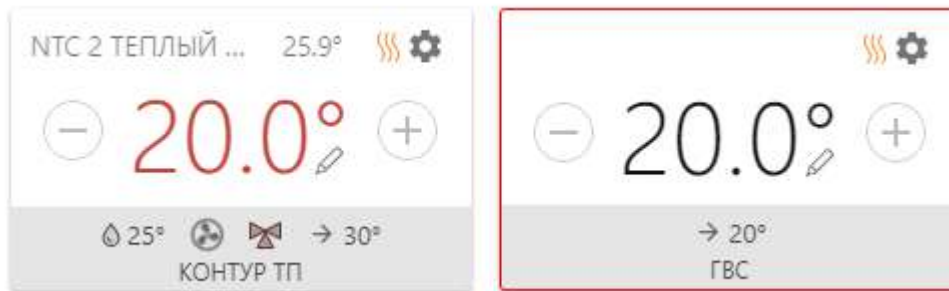 NTC 2 ТЕПЛЫЙ ... 25.9°
20.0°
25° → 30°
КОНТУР ТП
20.0°
→ 20°
ГВС